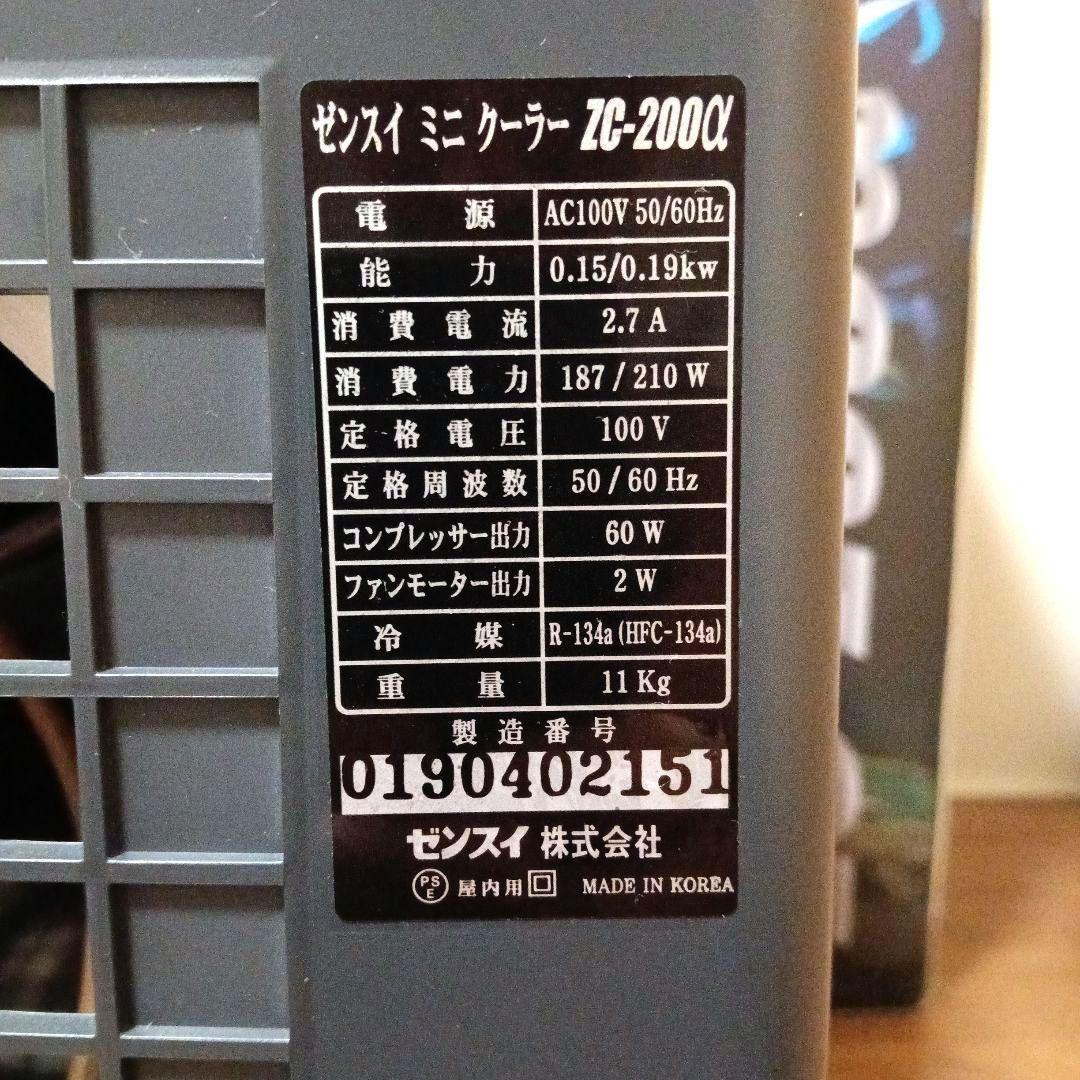 ゼンスイ ミニ クーラー ZC-200α
電源 AC100V 50/60Hz
能力 0.15/0.19kw
消費電流 2.7 A
消費電力 187 / 210 W
定格電圧 100 V
定格周波数 50 / 60 Hz
コンプレッサー出力 60 W
ファンモーター出力 2 W
冷媒 R-134a (HFC-134a)
重量 11 Kg
製造番号
0190402151
ゼンスイ 株式会社
PSE 屋内用 MADE IN KOREA